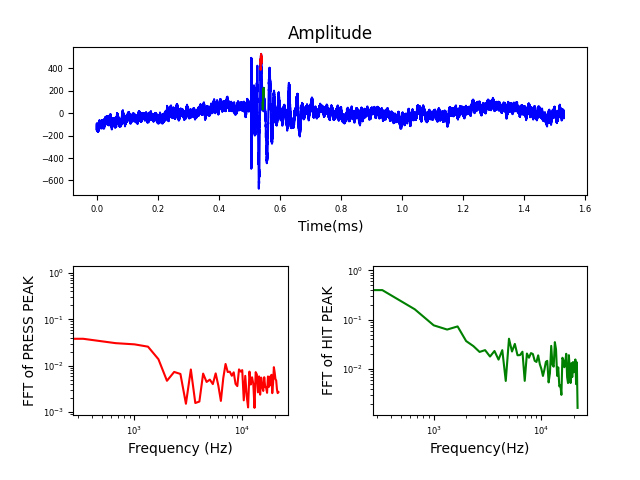 Amplitude
400
200
0
−200
−400
−600
0.0 0.2 0.4 0.6 0.8 1.0 1.2 1.4 1.6
Time(ms)
FFT of PRESS PEAK
10⁰
10⁻¹
10⁻²
10⁻³
10³ 10⁴
Frequency (Hz)
FFT of HIT PEAK
10⁰
10⁻¹
10⁻²
10³ 10⁴
Frequency(Hz)